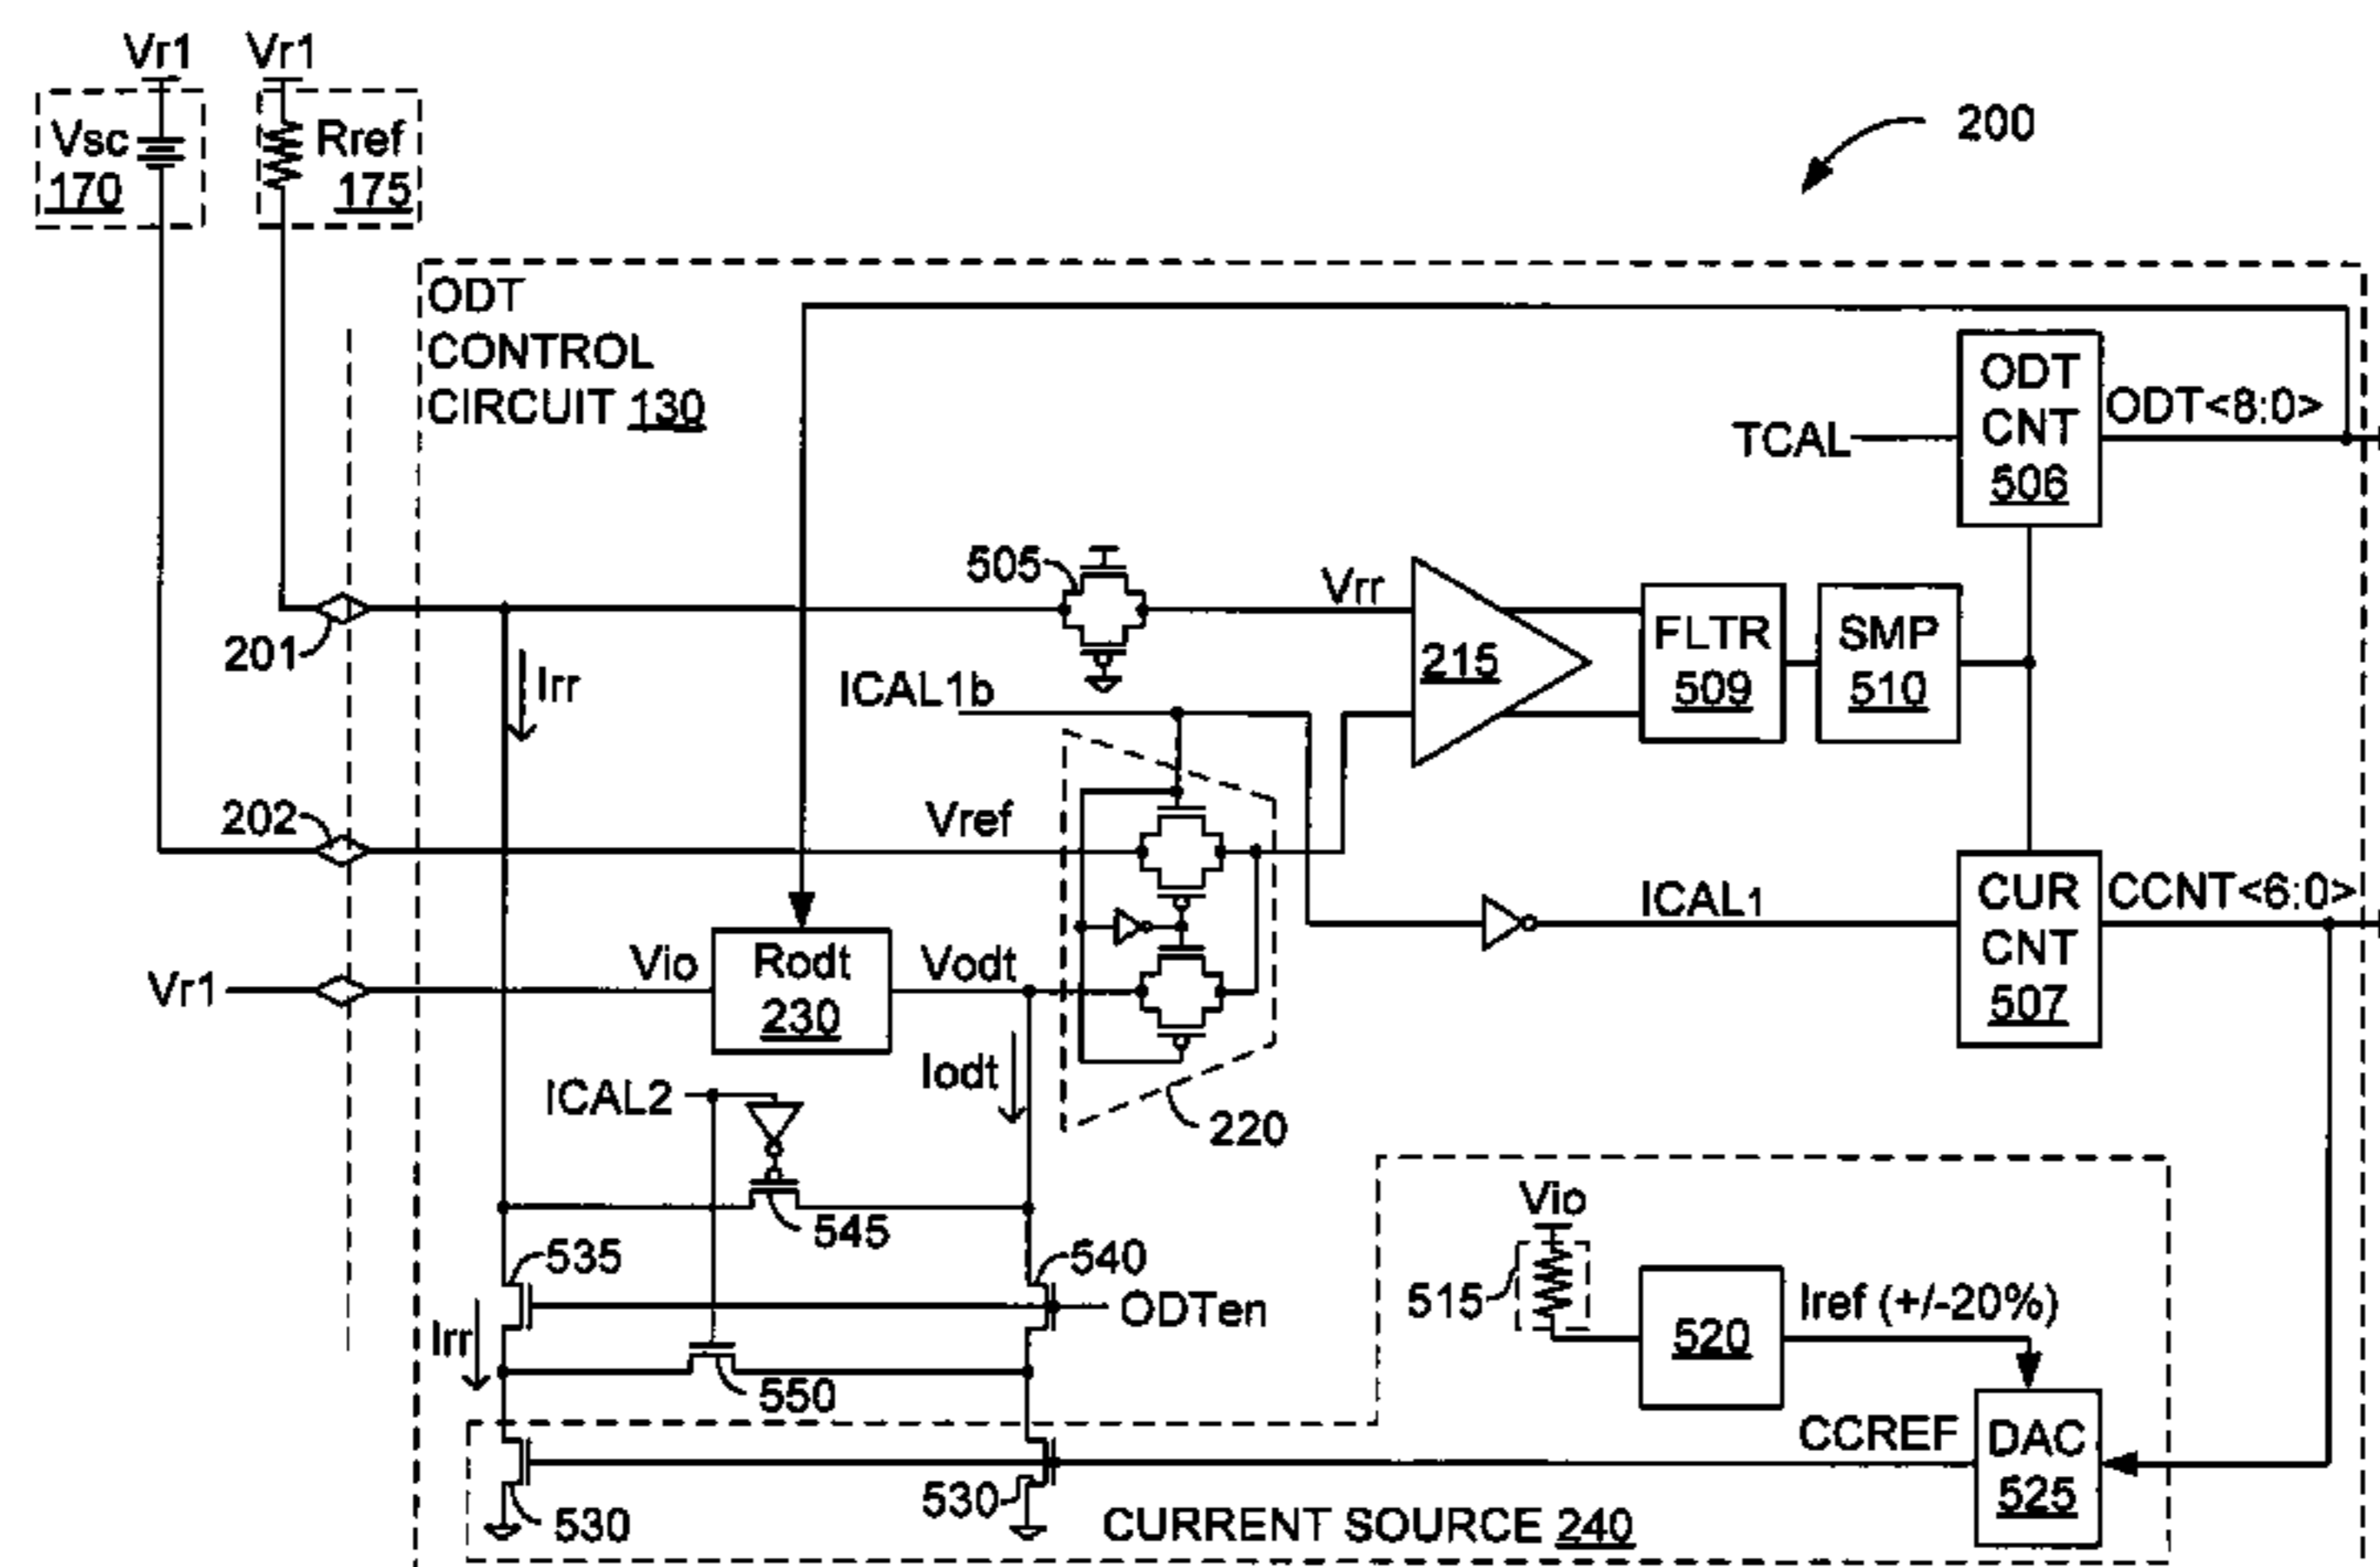 Vr1
Vr1
Vsc
170
Rref
175
200
ODT
CONTROL
CIRCUIT 130
ODT
CNT
506
TCAL
ODT<8:0>
505
Vrr
201
Irr
ICAL1b
215
FLTR
509
SMP
510
202
Vref
ICAL1
CUR
CNT
507
CCNT<6:0>
Vr1
Vio
Rodt
230
Vodt
Iodt
ICAL2
220
545
Vio
535
540
515
520
Iref (+/-20%)
Irr
ODTen
550
CCREF
DAC
525
530
530
CURRENT SOURCE 240